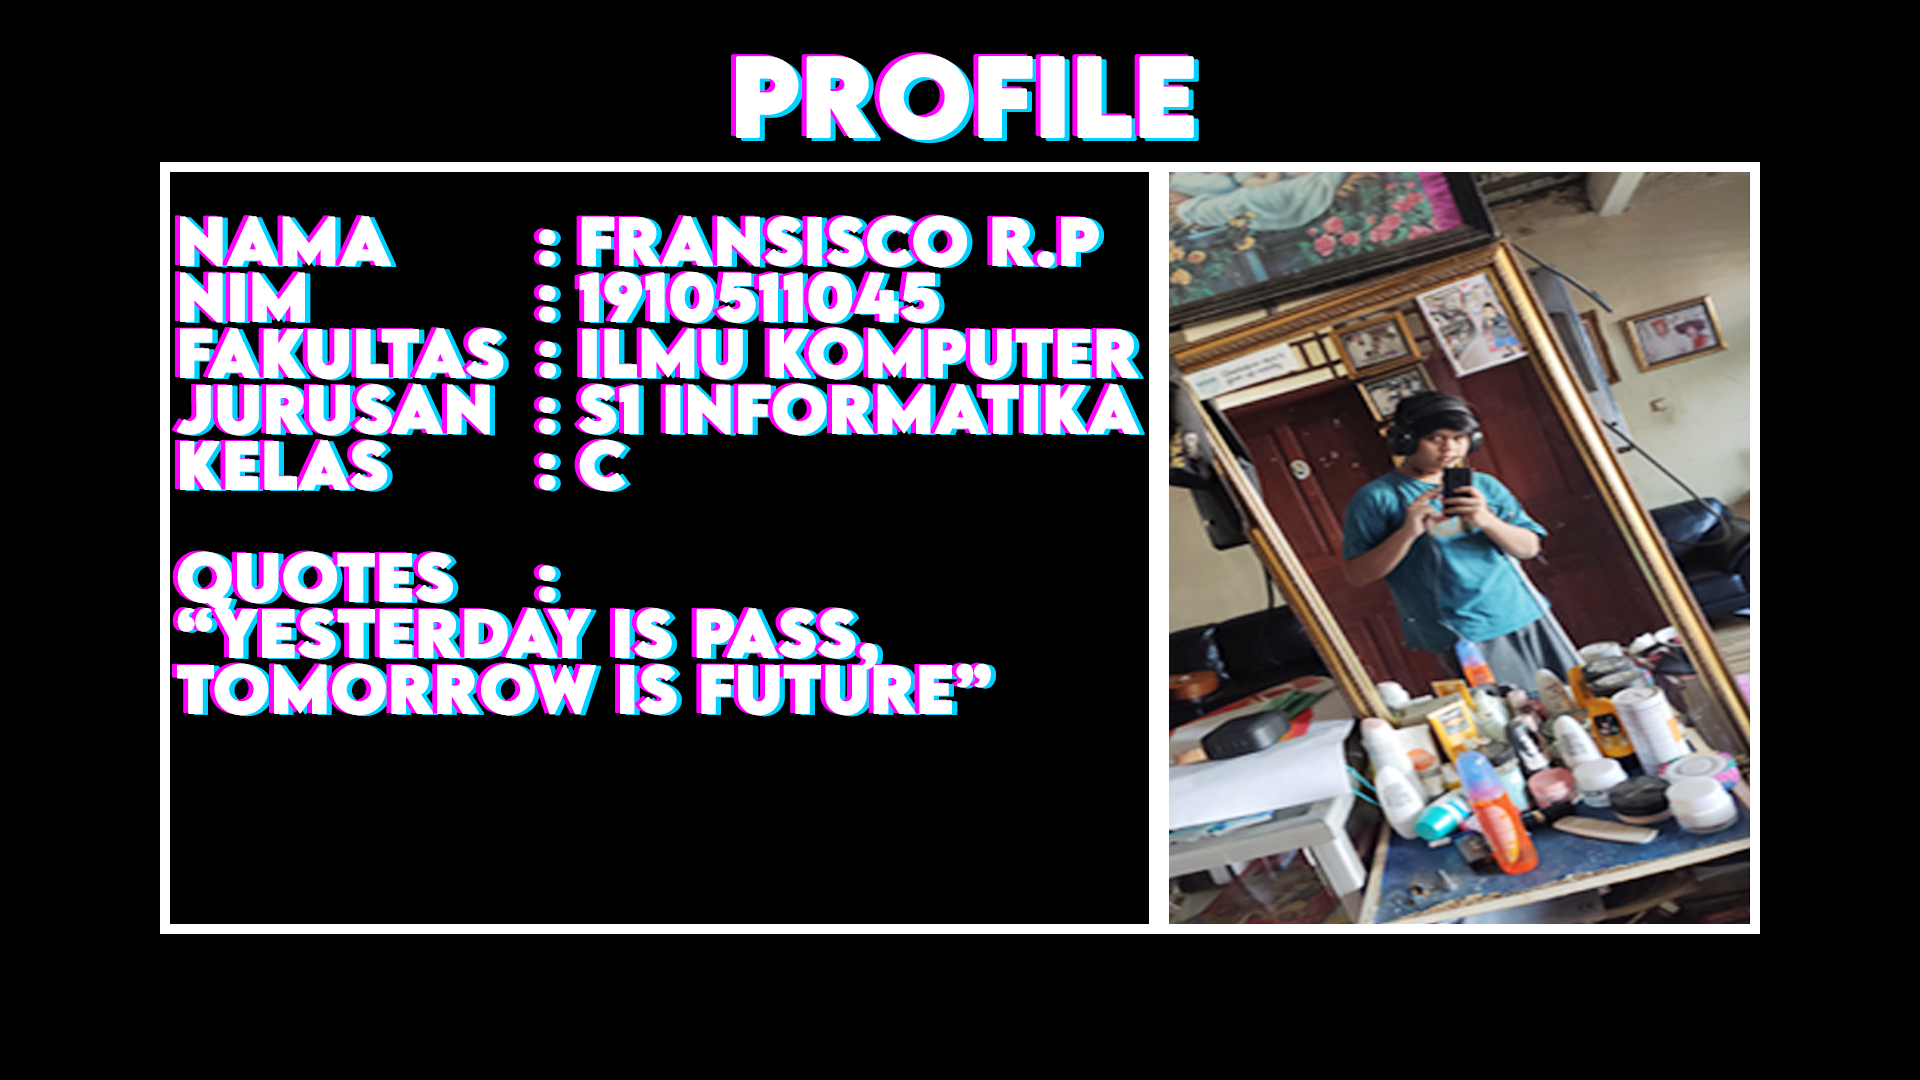 PROFILE
NAMA : FRANSISCO R.P
NIM : 1910511045
FAKULTAS : ILMU KOMPUTER
JURUSAN : S1 INFORMATIKA
KELAS : C
QUOTES :
“YESTERDAY IS PASS,
TOMORROW IS FUTURE”